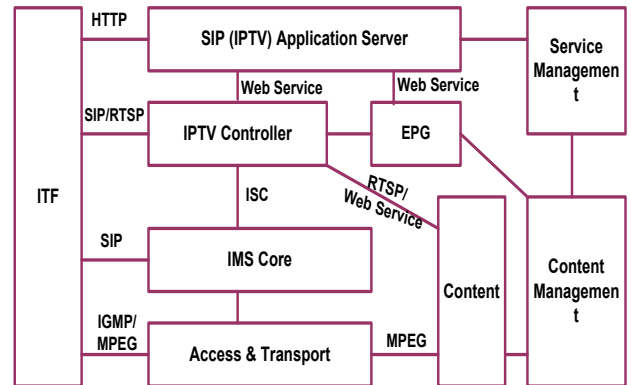 HTTP
SIP (IPTV) Application Server
Service
Managemen
t
Web Service
Web Service
SIP/RTSP
IPTV Controller
EPG
ITF
ISC
RTSP/
Web Service
SIP
IMS Core
Content
Content
Managemen
t
IGMP/
MPEG
Access & Transport
MPEG